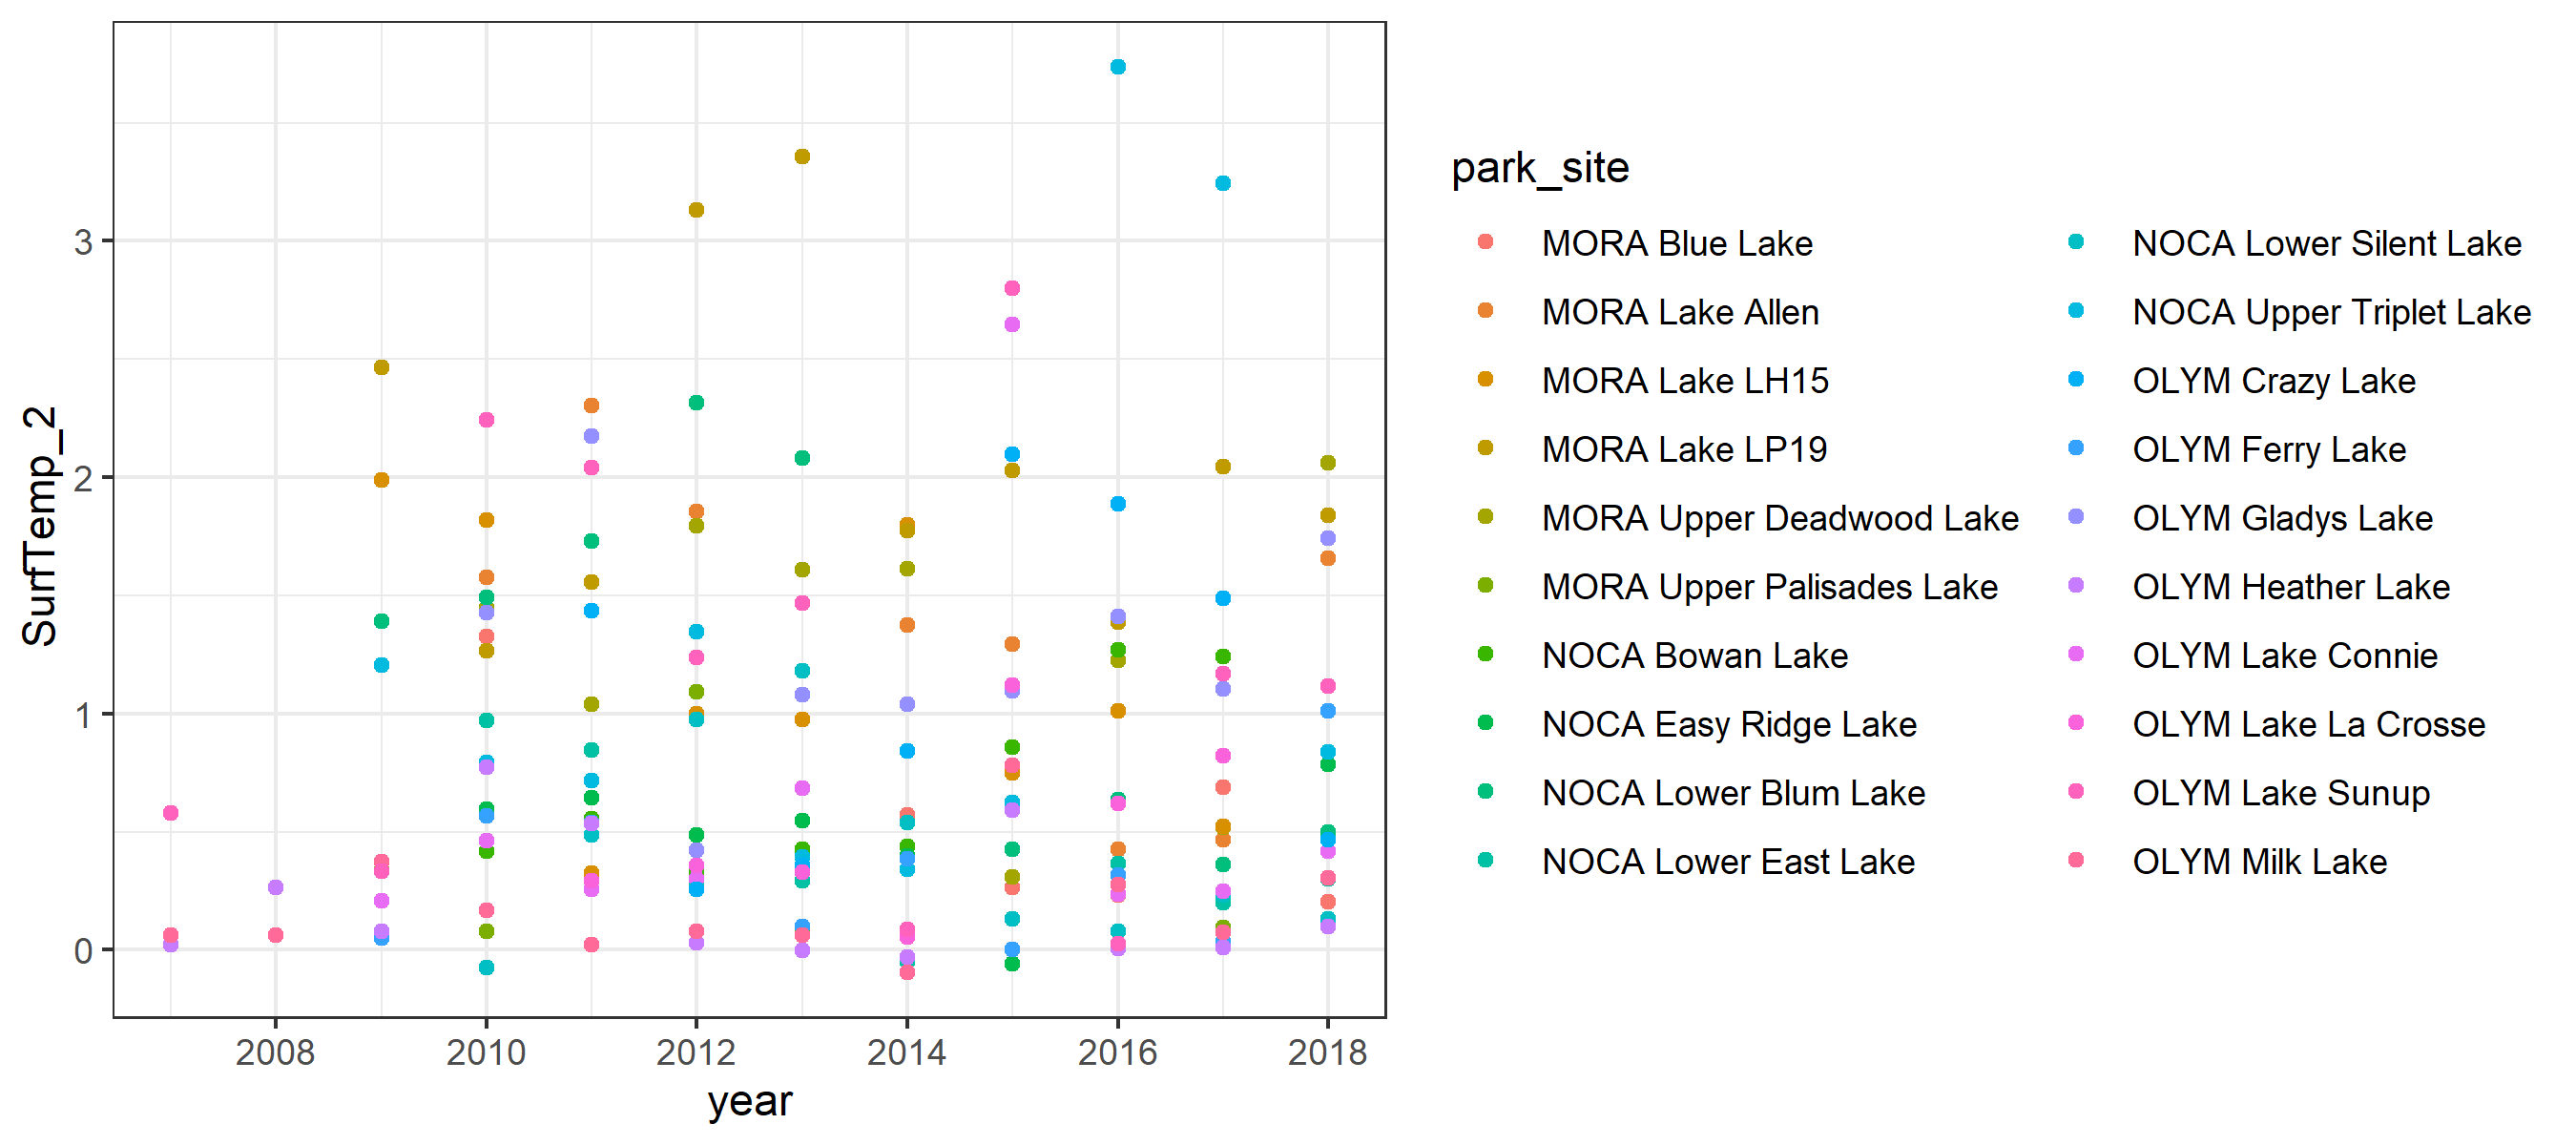 3
2
1
0
SurfTemp_2
2008 2010 2012 2014 2016 2018
year
park_site
MORA Blue Lake
MORA Lake Allen
MORA Lake LH15
MORA Lake LP19
MORA Upper Deadwood Lake
MORA Upper Palisades Lake
NOCA Bowan Lake
NOCA Easy Ridge Lake
NOCA Lower Blum Lake
NOCA Lower East Lake
NOCA Lower Silent Lake
NOCA Upper Triplet Lake
OLYM Crazy Lake
OLYM Ferry Lake
OLYM Gladys Lake
OLYM Heather Lake
OLYM Lake Connie
OLYM Lake La Crosse
OLYM Lake Sunup
OLYM Milk Lake